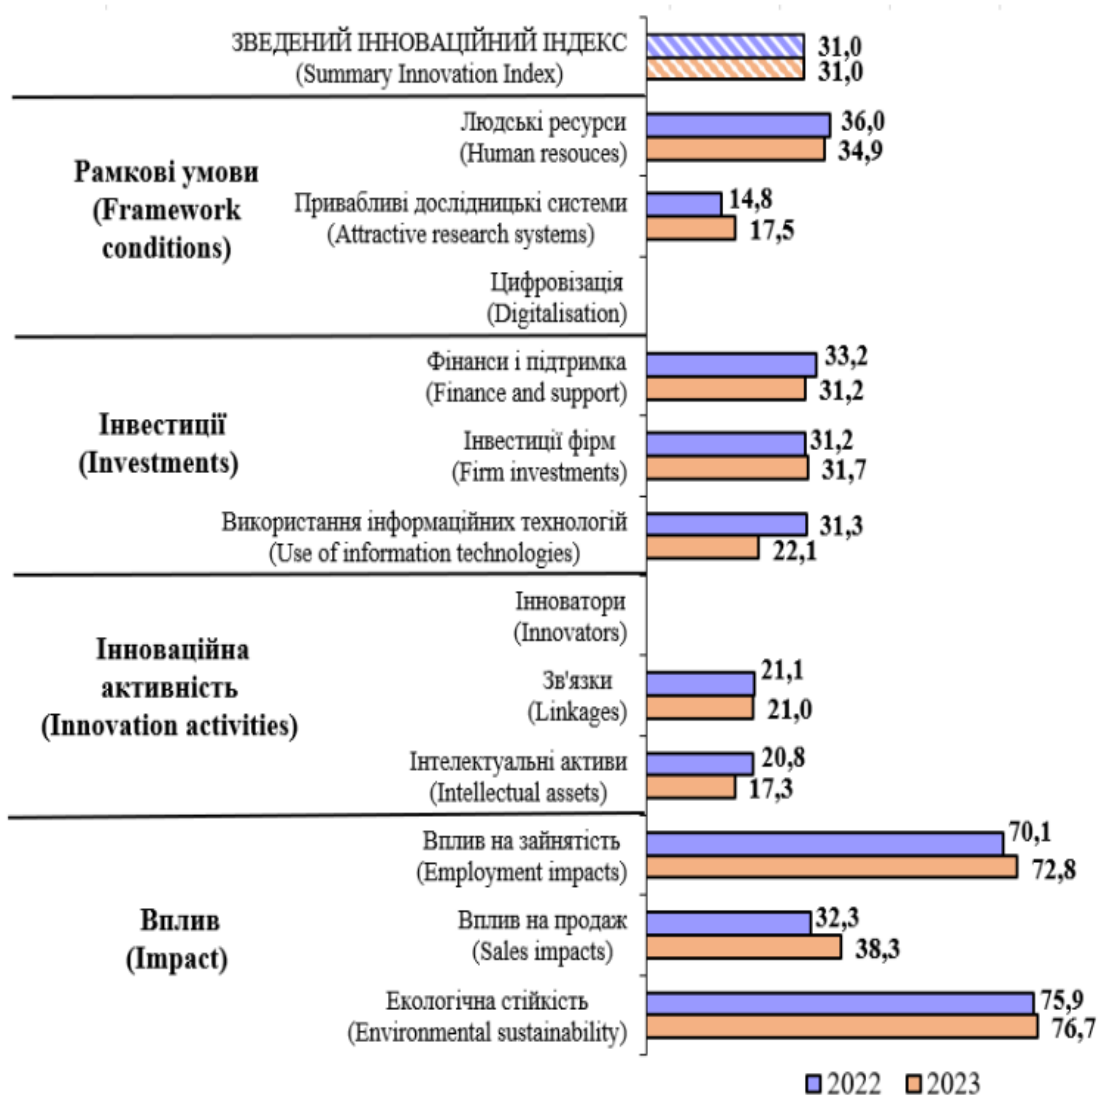 ЗВЕДЕНИЙ ІННОВАЦІЙНИЙ ІНДЕКС
(Summary Innovation Index)
31,0
31,0
Рамкові умови
(Framework
conditions)
Людські ресурси
(Human resouces)
36,0
34,9
Привабливі дослідницькі системи
(Attractive research systems)
14,8
17,5
Цифровізація
(Digitalisation)
Інвестиції
(Investments)
Фінанси і підтримка
(Finance and support)
33,2
31,2
Інвестиції фірм
(Firm investments)
31,2
31,7
Використання інформаційних технологій
(Use of information technologies)
31,3
22,1
Інноваційна
активність
(Innovation activities)
Інноватори
(Innovators)
Зв'язки
(Linkages)
21,1
21,0
Інтелектуальні активи
(Intellectual assets)
20,8
17,3
Вплив
(Impact)
Вплив на зайнятість
(Employment impacts)
70,1
72,8
Вплив на продаж
(Sales impacts)
32,3
38,3
Екологічна стійкість
(Environmental sustainability)
75,9
76,7
2022
2023